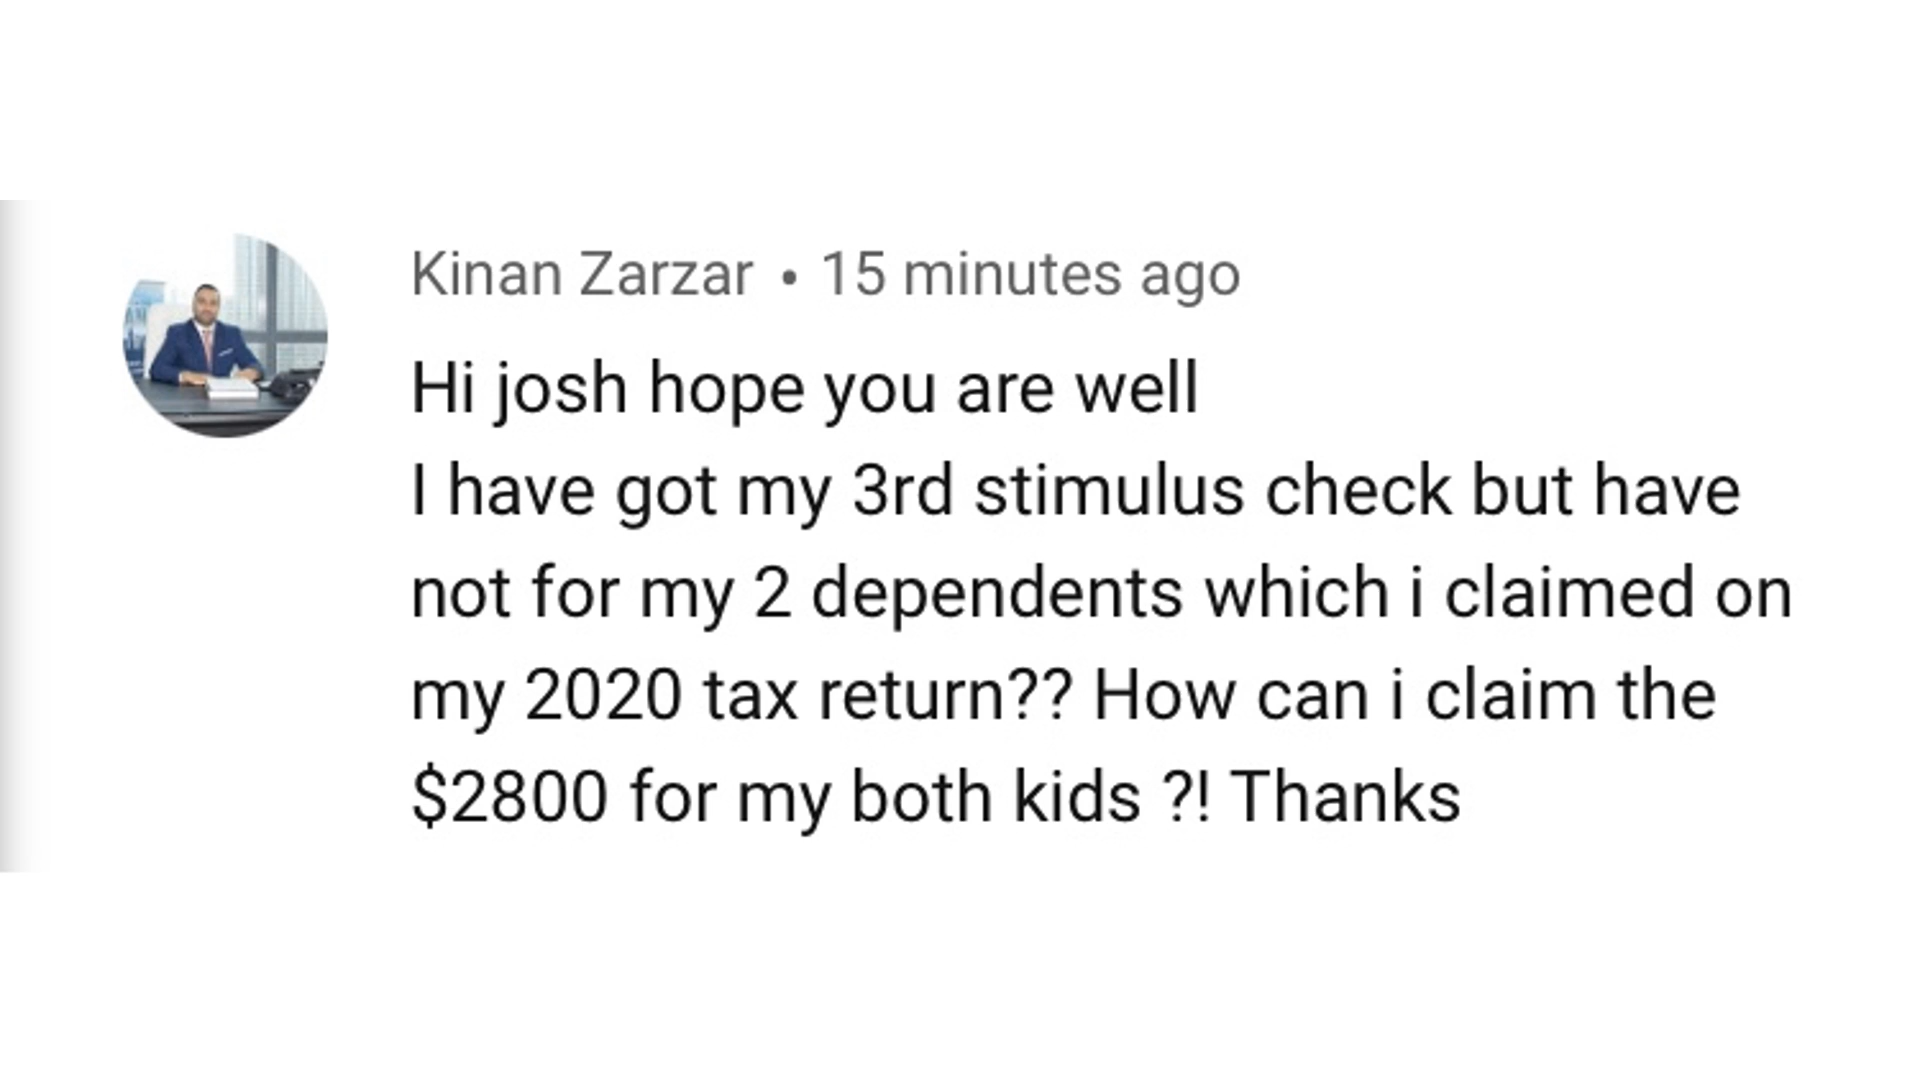 Kinan Zarzar • 15 minutes ago
Hi josh hope you are well
I have got my 3rd stimulus check but have
not for my 2 dependents which i claimed on
my 2020 tax return?? How can i claim the
$2800 for my both kids ?! Thanks